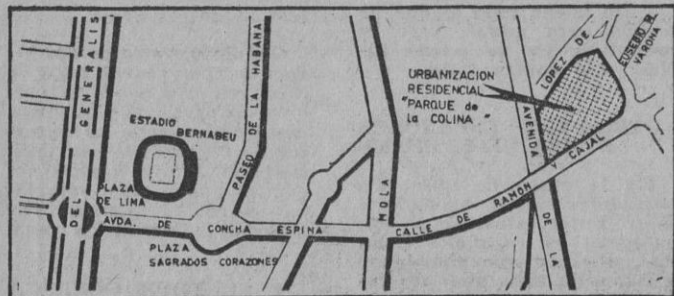 GENERALIS
DEL
ESTADIO
BERNABEU
PLAZA
DE LIMA
AVDA. DE CONCHA ESPINA
PLAZA
SAGRADOS CORAZONES
PASEO DE LA HABANA
MOLA
CALLE DE RAMON Y CAJAL
URBANIZACION
RESIDENCIAL
"PARQUE de
la COLINA"
AVENIDA DE LA
LOPEZ DE
EUSEBIO
VARONA